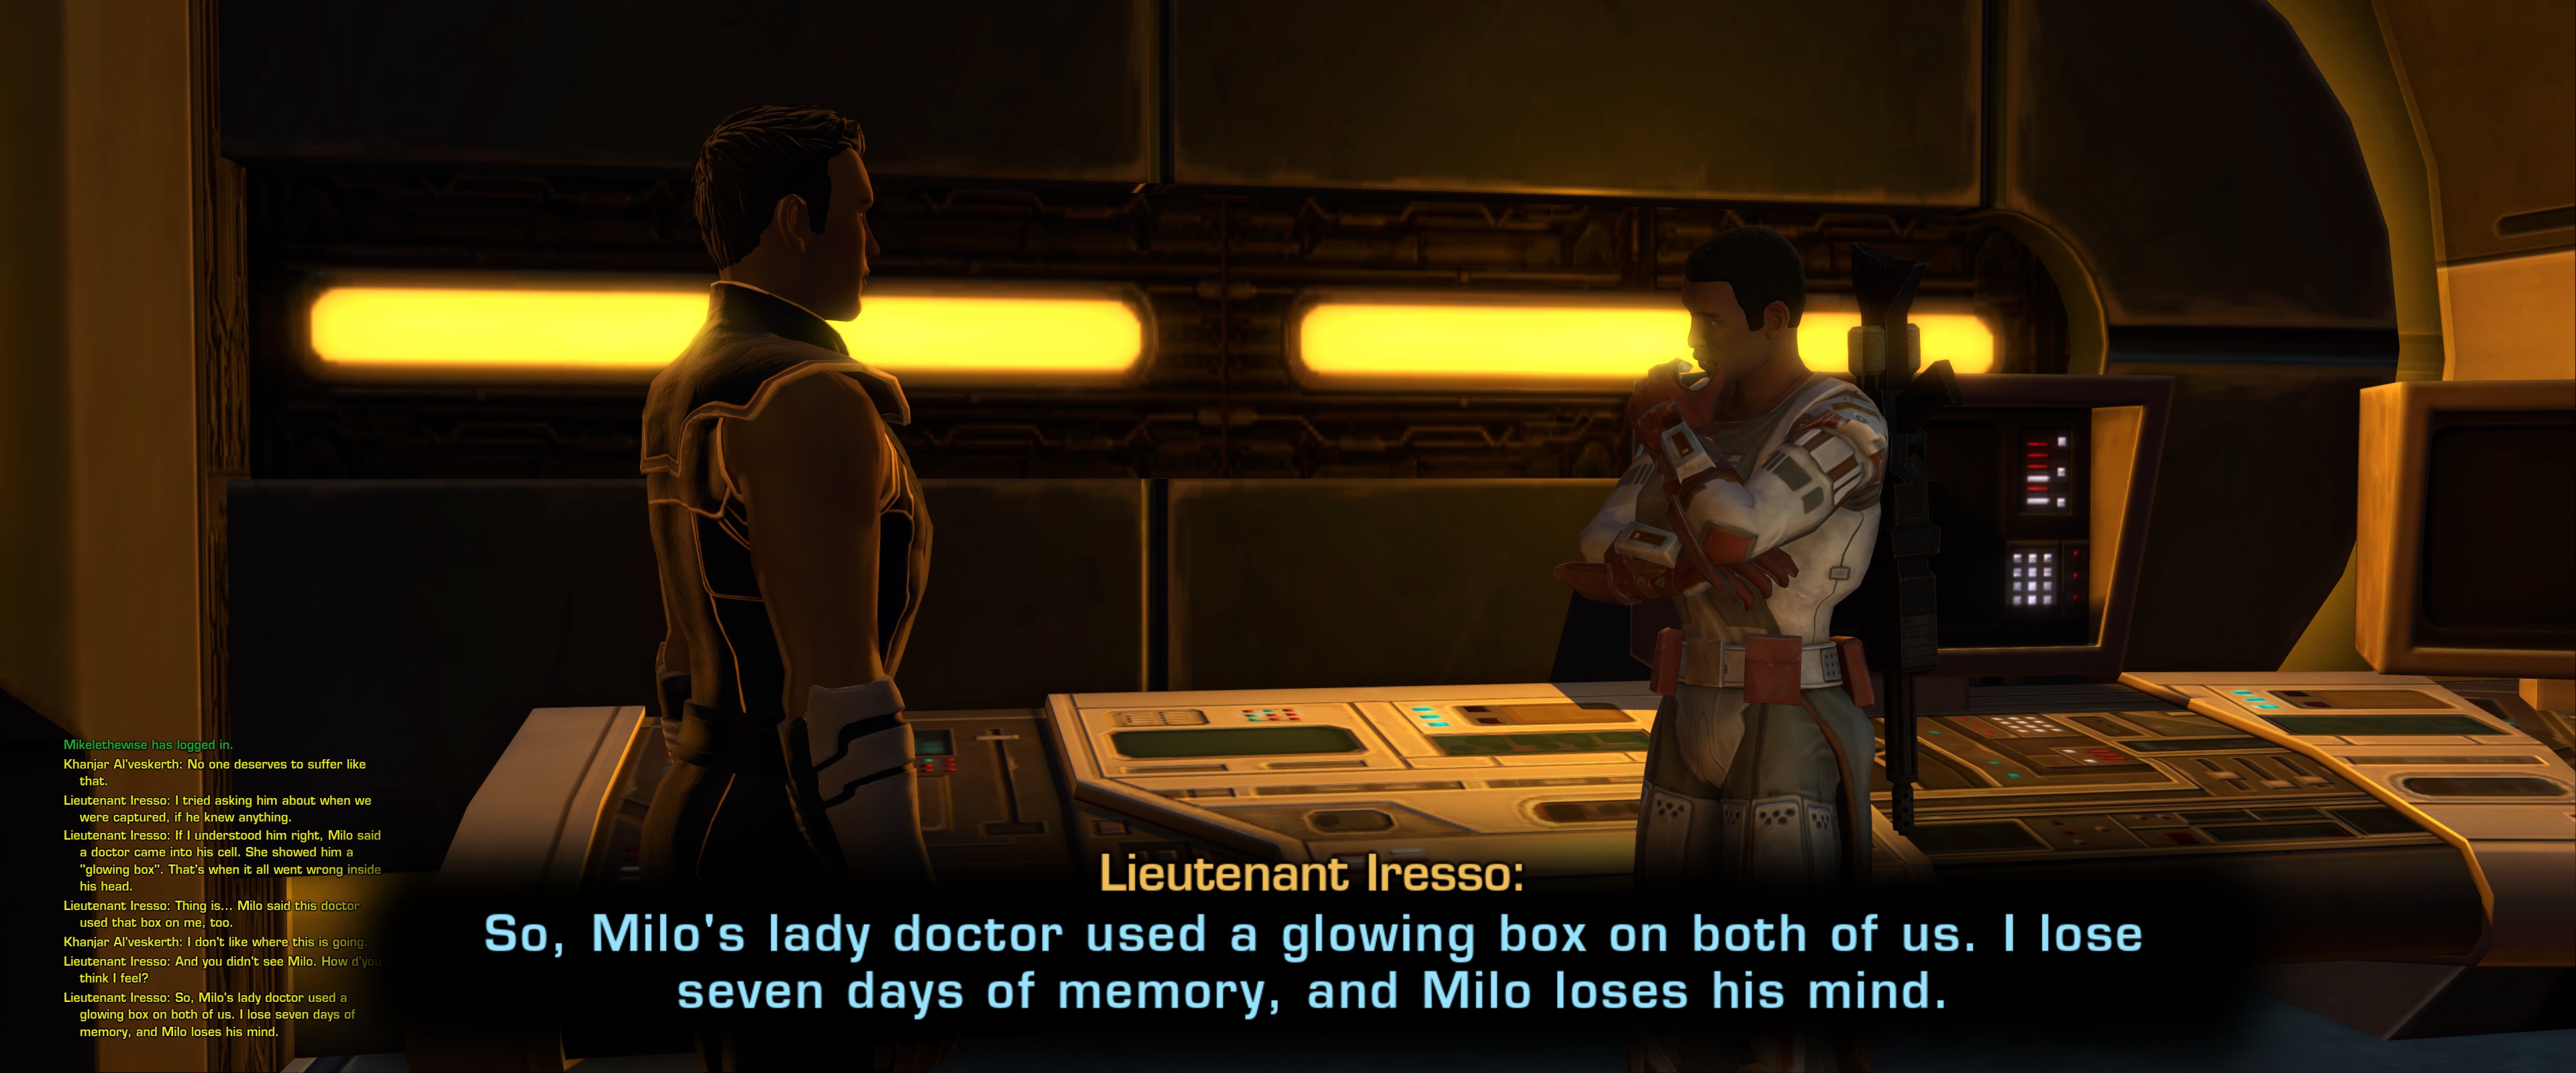 Mikelethewise has logged in.
Khanjar Al'veskerth: No one deserves to suffer like
that.
Lieutenant Iresso: I tried asking him about when we
were captured, if he knew anything.
Lieutenant Iresso: If I understood him right, Milo said
a doctor came into his cell. She showed him a
"glowing box". That's when it all went wrong inside
his head.
Lieutenant Iresso: Thing is... Milo said this doctor
used that box on me, too.
Khanjar Al'veskerth: I don't like where this is going.
Lieutenant Iresso: And you didn't see Milo. How d'you
think I feel?
Lieutenant Iresso: So, Milo's lady doctor used a
glowing box on both of us. I lose seven days of
memory, and Milo loses his mind.
Lieutenant Iresso:
So, Milo's lady doctor used a glowing box on both of us. I lose
seven days of memory, and Milo loses his mind.